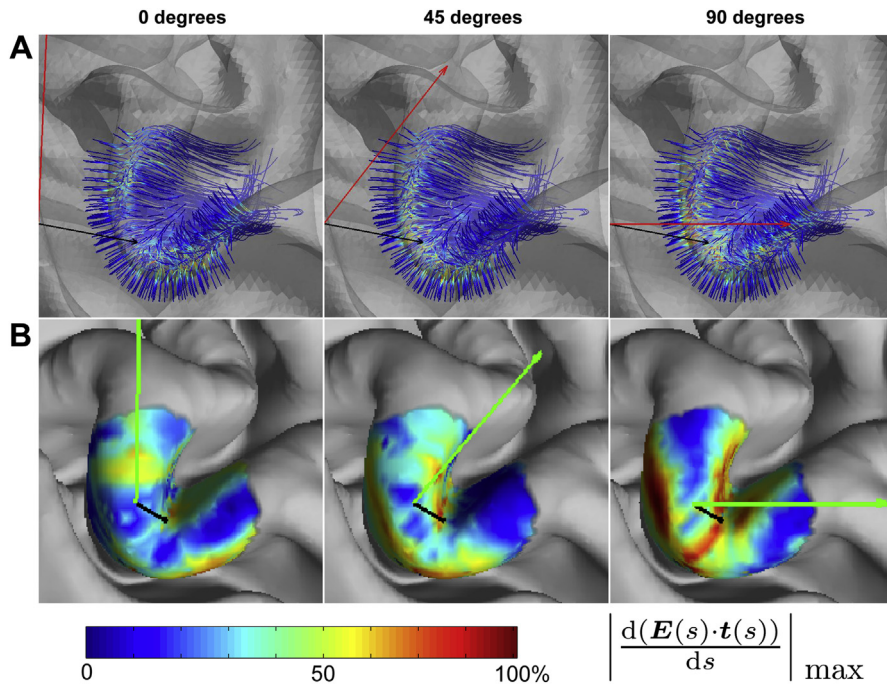 0 degrees 45 degrees 90 degrees
A
B
0 50 100%
|d(E(s)·t(s))/ds|max